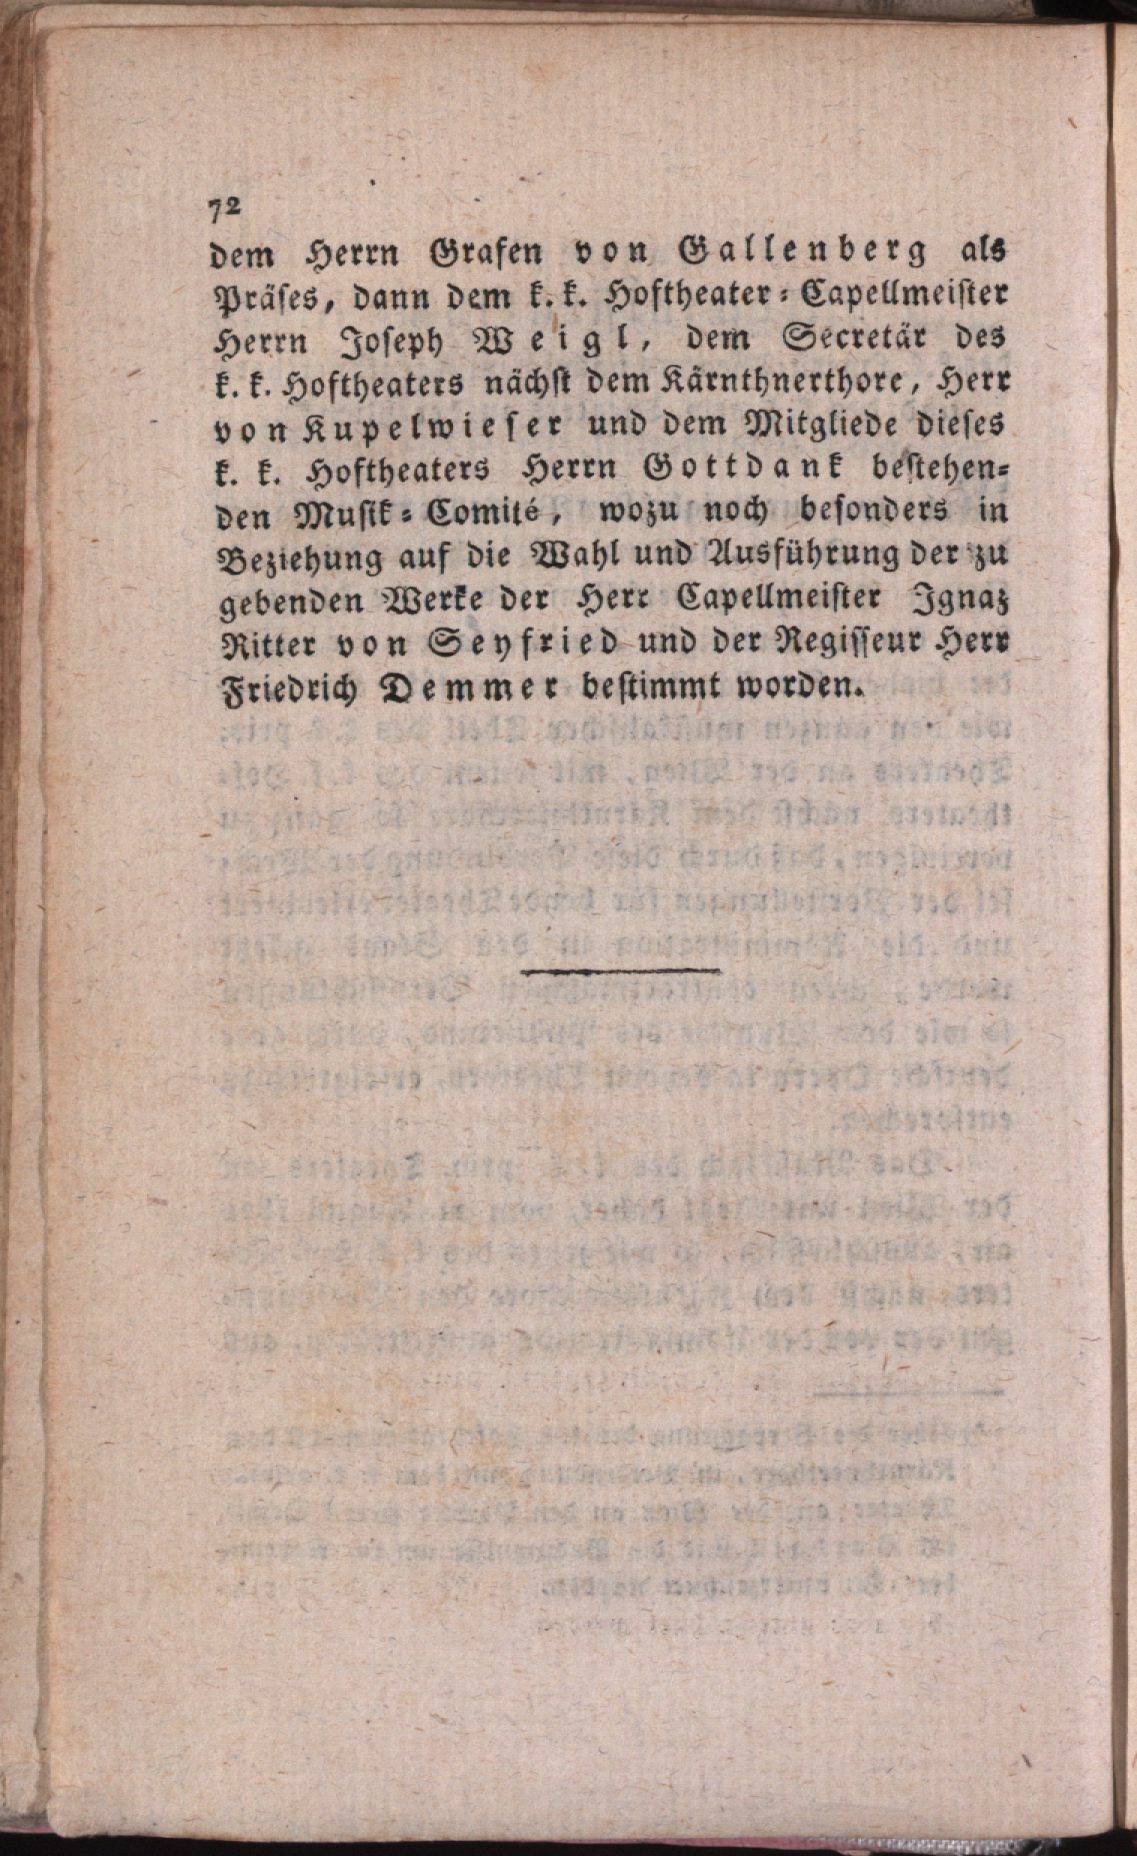 72
dem Herrn Grafen von Gallenberg als
Präses, dann dem k. k. Hoftheater-Capellmeister
Herrn Joseph Weigl, dem Secretär des
k. k. Hoftheaters nächst dem Kärnthnerthore, Herr
von Kupelwieser und dem Mitgliede dieses
k. k. Hoftheaters Herrn Gottdank bestehen-
den Musik-Comité, wozu noch besonders in
Beziehung auf die Wahl und Ausführung der zu
gebenden Werke der Herr Capellmeister Ignaz
Ritter von Seyfried und der Regisseur Herr
Friedrich Demmer bestimmt worden.